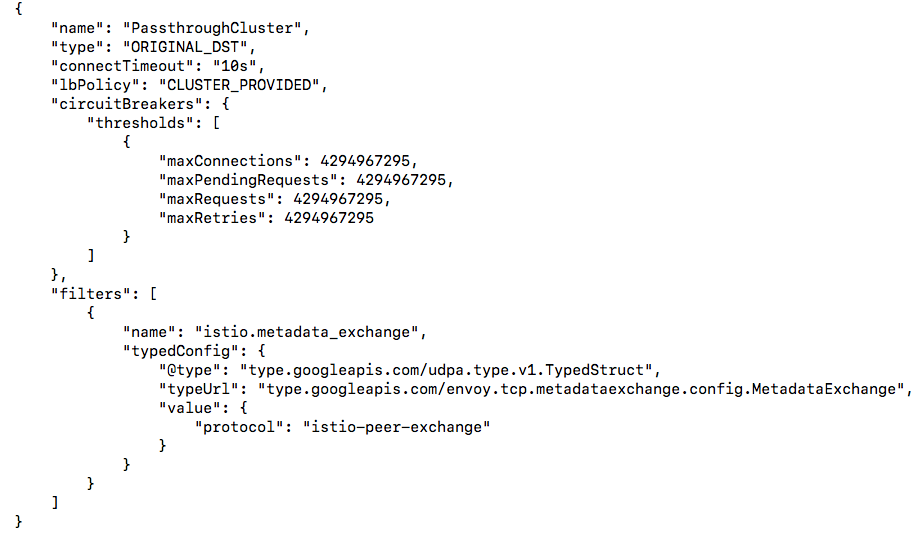 {
    "name": "PassthroughCluster",
    "type": "ORIGINAL_DST",
    "connectTimeout": "10s",
    "lbPolicy": "CLUSTER_PROVIDED",
    "circuitBreakers": {
        "thresholds": [
            {
                "maxConnections": 4294967295,
                "maxPendingRequests": 4294967295,
                "maxRequests": 4294967295,
                "maxRetries": 4294967295
            }
        ]
    },
    "filters": [
        {
            "name": "istio.metadata_exchange",
            "typedConfig": {
                "@type": "type.googleapis.com/udpa.type.v1.TypedStruct",
                "typeUrl": "type.googleapis.com/envoy.tcp.metadataexchange.config.MetadataExchange",
                "value": {
                    "protocol": "istio-peer-exchange"
                }
            }
        }
    ]
}